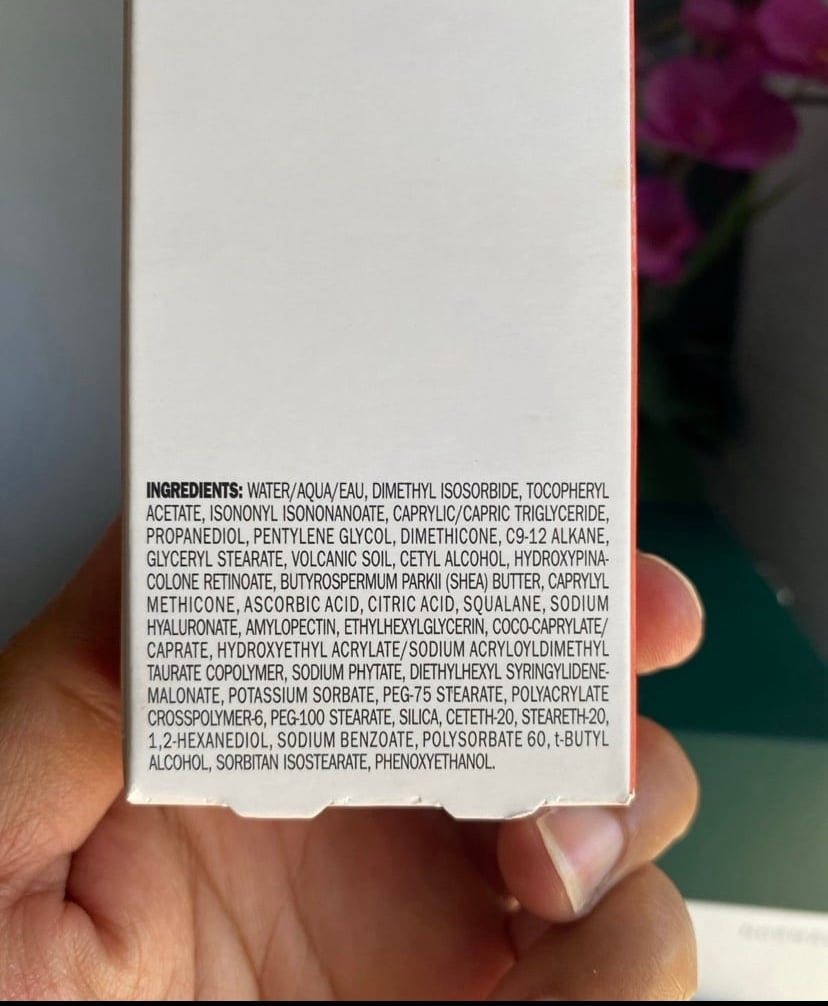 INGREDIENTS: WATER/AQUA/EAU, DIMETHYL ISOSORBIDE, TOCOPHERYL
ACETATE, ISONONYL ISONONANOATE, CAPRYLIC/CAPRIC TRIGLYCERIDE,
PROPANEDIOL, PENTYLENE GLYCOL, DIMETHICONE, C9-12 ALKANE,
GLYCERYL STEARATE, VOLCANIC SOIL, CETYL ALCOHOL, HYDROXYPINA-
COLONE RETINOATE, BUTYROSPERMUM PARKII (SHEA) BUTTER, CAPRYLYL
METHICONE, ASCORBIC ACID, CITRIC ACID, SQUALANE, SODIUM
HYALURONATE, AMYLOPECTIN, ETHYLHEXYLGLYCERIN, COCO-CAPRYLATE/
CAPRATE, HYDROXYETHYL ACRYLATE/SODIUM ACRYLOYLDIMETHYL
TAURATE COPOLYMER, SODIUM PHYTATE, DIETHYLHEXYL SYRINGYLIDENE-
MALONATE, POTASSIUM SORBATE, PEG-75 STEARATE, POLYACRYLATE
CROSSPOLYMER-6, PEG-100 STEARATE, SILICA, CETETH-20, STEARETH-20,
1,2-HEXANEDIOL, SODIUM BENZOATE, POLYSORBATE 60, t-BUTYL
ALCOHOL, SORBITAN ISOSTEARATE, PHENOXYETHANOL.